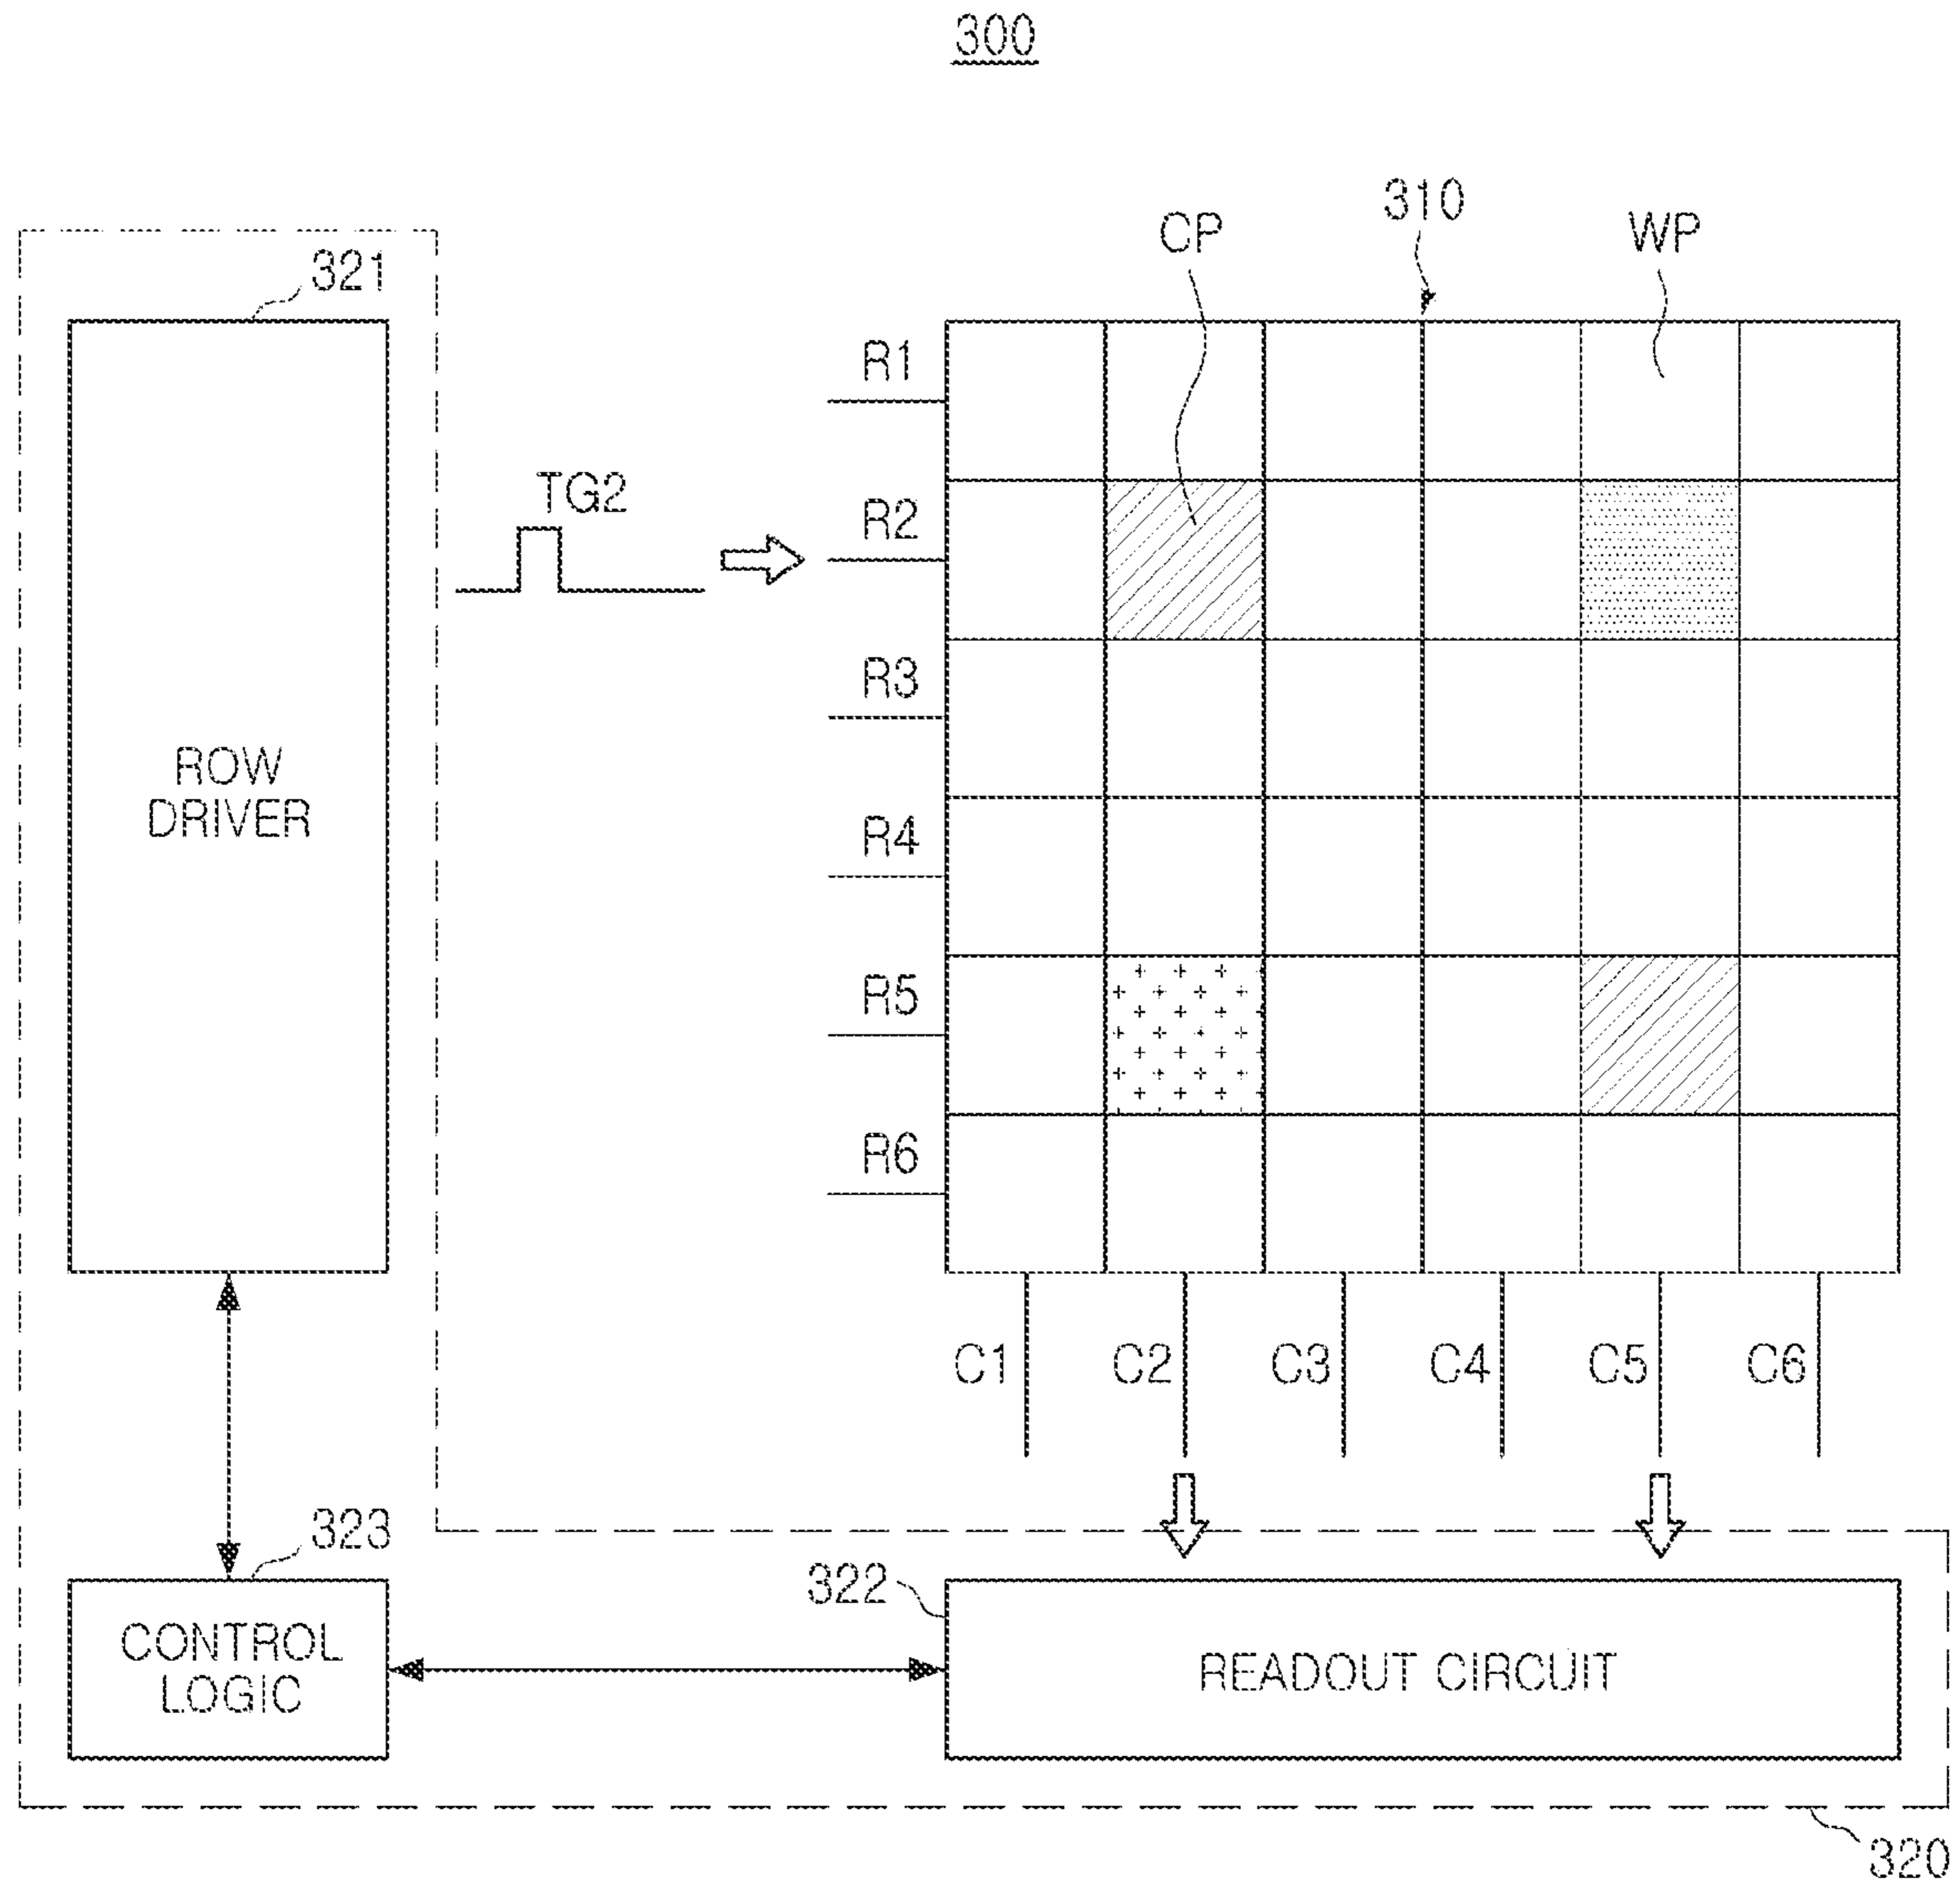 300
310
CP
WP
321
R1
TG2
R2
R3
ROW
DRIVER
R4
R5
R6
C1
C2
C3
C4
C5
C6
323
322
CONTROL
LOGIC
READOUT CIRCUIT
320